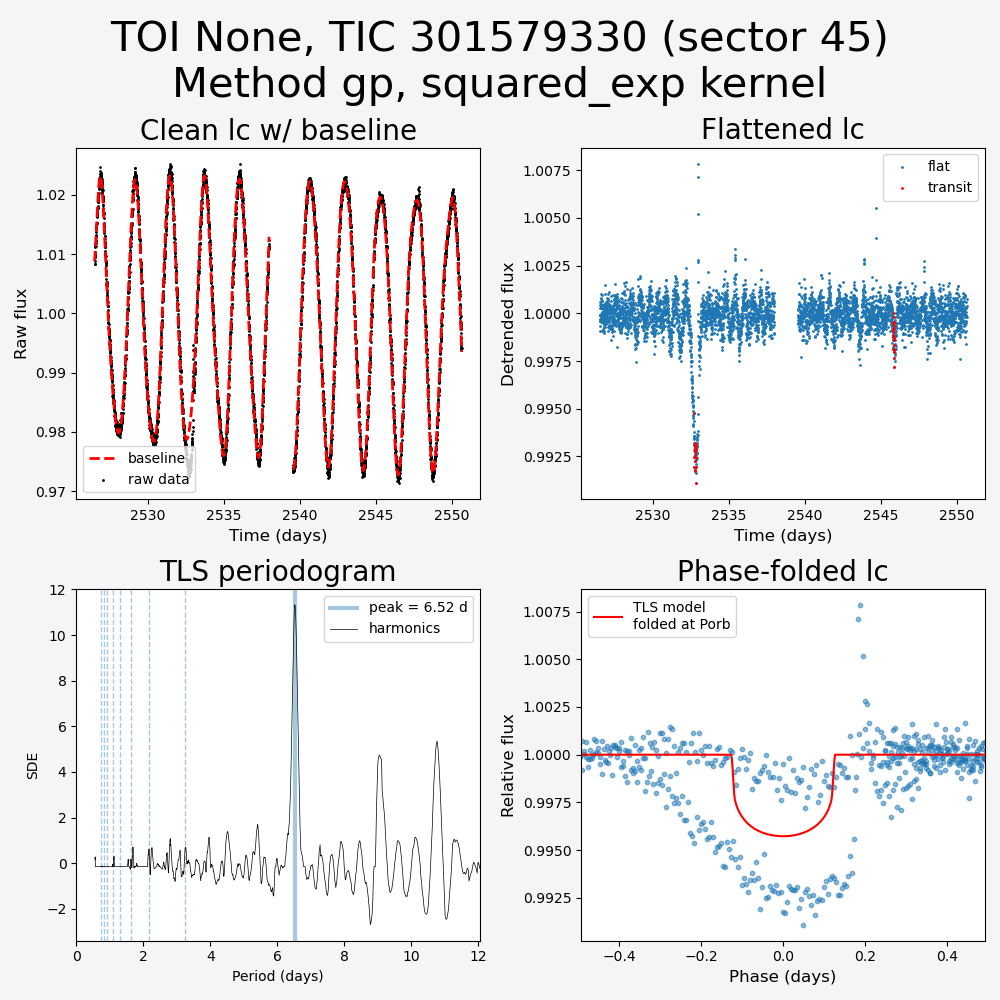 TOI None, TIC 301579330 (sector 45)
Method gp, squared_exp kernel
Clean lc w/ baseline
Raw flux
1.02
1.01
1.00
0.99
0.98
0.97
baseline
raw data
2530
2535
2540
2545
2550
Time (days)
Flattened lc
Detrended flux
1.0075
1.0050
1.0025
1.0000
0.9975
0.9950
0.9925
flat
transit
2530
2535
2540
2545
2550
Time (days)
TLS periodogram
SDE
12
10
8
6
4
2
0
−2
peak = 6.52 d
harmonics
0
2
4
6
8
10
12
Period (days)
Phase-folded lc
Relative flux
1.0075
1.0050
1.0025
1.0000
0.9975
0.9950
0.9925
TLS model
folded at Porb
−0.4
−0.2
0.0
0.2
0.4
Phase (days)